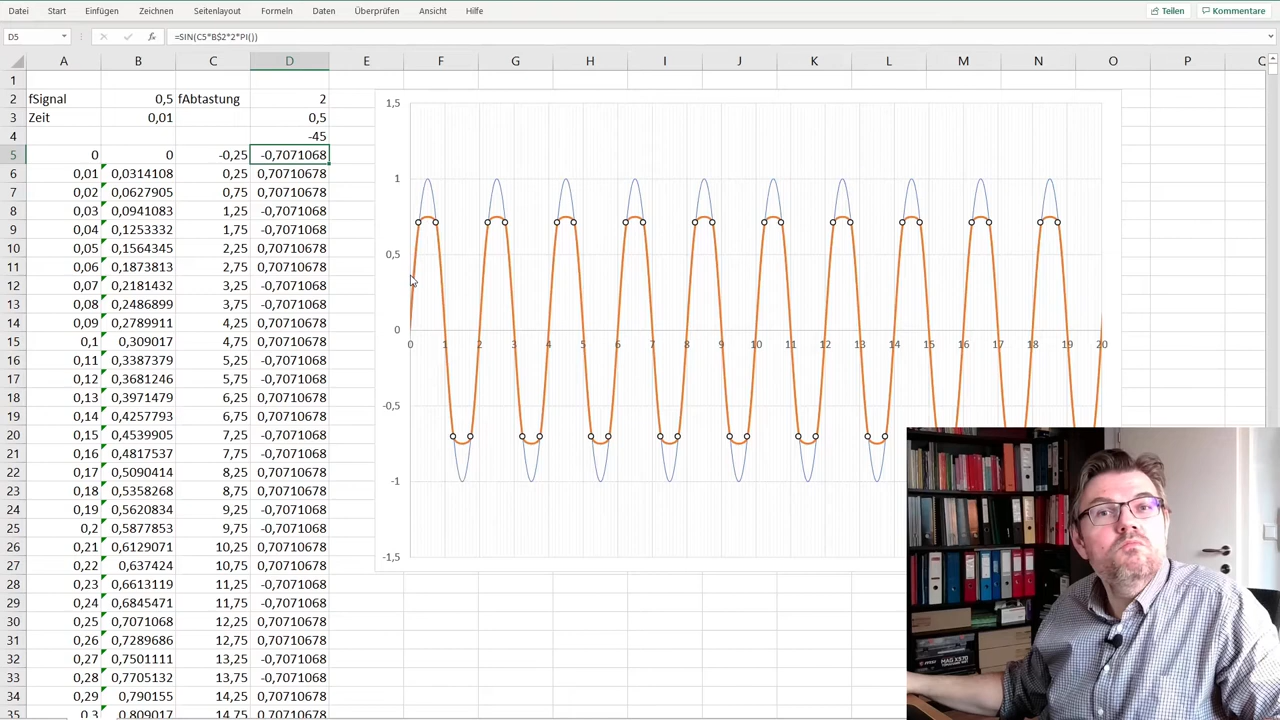 Datei Start Einfügen Zeichnen Seitenlayout Formeln Daten Überprüfen Ansicht Hilfe Teilen Kommentare
D5 fx =SIN(C5*B$2*2*PI())
A B C D E F G H I J K L M N O P Q
1
2 fSignal 0,5 fAbtastung 2
3 Zeit 0,01 0,5
4 -45
5 0 0 -0,25 -0,7071068
6 0,01 0,0314108 0,25 0,70710678
7 0,02 0,0627905 0,75 0,70710678
8 0,03 0,0941083 1,25 -0,7071068
9 0,04 0,1253332 1,75 -0,7071068
10 0,05 0,1564345 2,25 0,70710678
11 0,06 0,1873813 2,75 0,70710678
12 0,07 0,2181432 3,25 -0,7071068
13 0,08 0,2486899 3,75 -0,7071068
14 0,09 0,2789911 4,25 0,70710678
15 0,1 0,309017 4,75 0,70710678
16 0,11 0,3387379 5,25 -0,7071068
17 0,12 0,3681246 5,75 -0,7071068
18 0,13 0,3971479 6,25 0,70710678
19 0,14 0,4257793 6,75 0,70710678
20 0,15 0,4539905 7,25 -0,7071068
21 0,16 0,4817537 7,75 -0,7071068
22 0,17 0,5090414 8,25 0,70710678
23 0,18 0,5358268 8,75 0,70710678
24 0,19 0,5620834 9,25 -0,7071068
25 0,2 0,5877853 9,75 -0,7071068
26 0,21 0,6129071 10,25 0,70710678
27 0,22 0,637424 10,75 0,70710678
28 0,23 0,6613119 11,25 -0,7071068
29 0,24 0,6845471 11,75 -0,7071068
30 0,25 0,7071068 12,25 0,70710678
31 0,26 0,7289686 12,75 0,70710678
32 0,27 0,7501111 13,25 -0,7071068
33 0,28 0,7705132 13,75 -0,7071068
34 0,29 0,790155 14,25 0,70710678
35 0,3 0,809017 14,75 0,70710678
1,5
1
0,5
0
0 1 2 3 4 5 6 7 8 9 10 11 12 13 14 15 16 17 18 19 20
-0,5
-1
-1,5
MAG X570